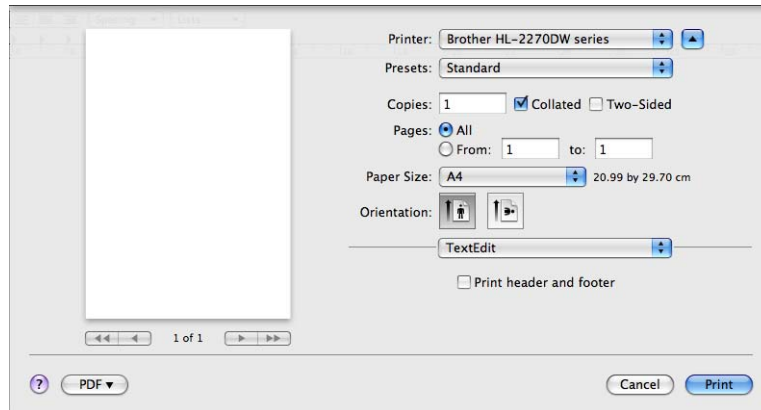 Printer: Brother HL-2270DW series
Presets: Standard
Copies: 1 Collated Two-Sided
Pages: All
From: 1 to: 1
Paper Size: A4 20.99 by 29.70 cm
Orientation:
TextEdit
Print header and footer
1 of 1
? PDF Cancel Print